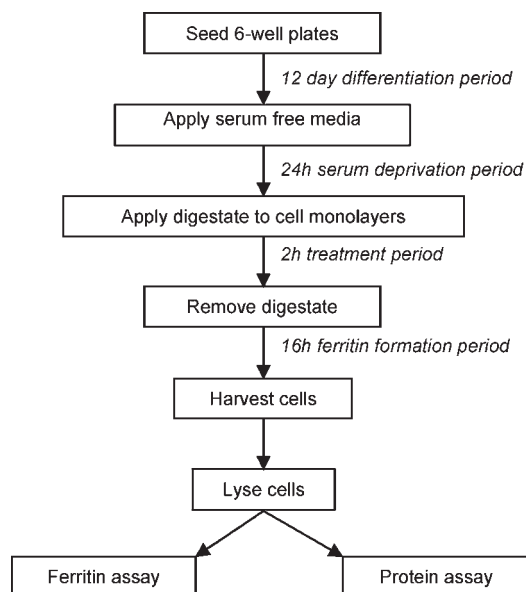 Seed 6-well plates
12 day differentiation period
Apply serum free media
24h serum deprivation period
Apply digestate to cell monolayers
2h treatment period
Remove digestate
16h ferritin formation period
Harvest cells
Lyse cells
Ferritin assay
Protein assay